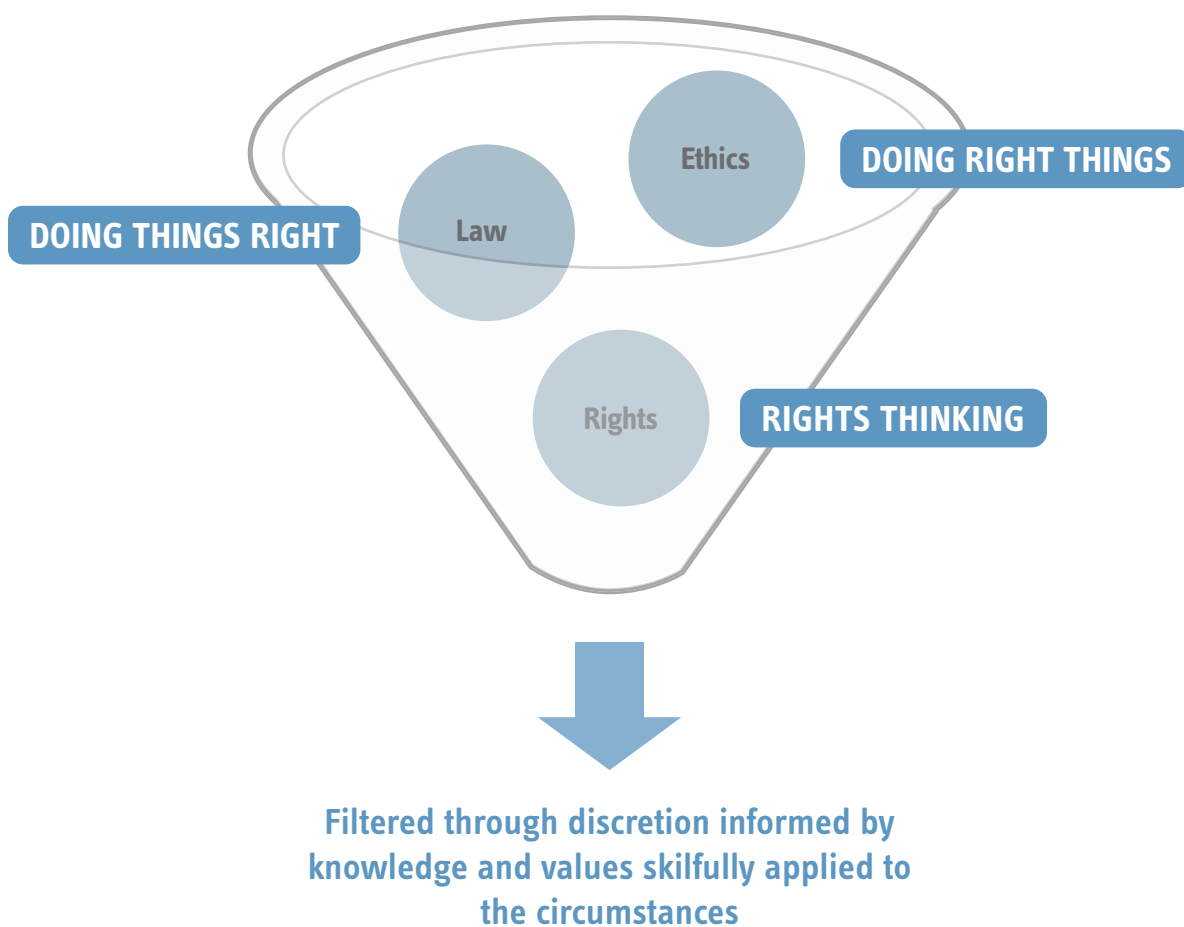 Ethics
DOING RIGHT THINGS
Law
DOING THINGS RIGHT
Rights
RIGHTS THINKING
Filtered through discretion informed by
knowledge and values skilfully applied to
the circumstances